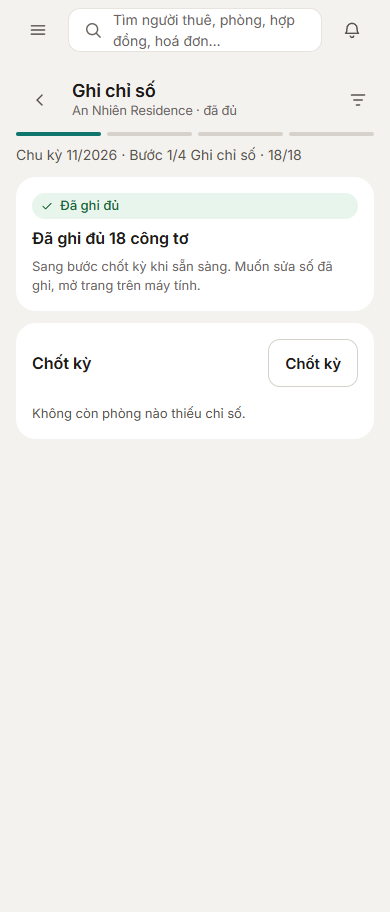 Tìm người thuê, phòng, hợp
đồng, hoá đơn...
Ghi chỉ số
An Nhiên Residence · đã đủ
Chu kỳ 11/2026 · Bước 1/4 Ghi chỉ số · 18/18
Đã ghi đủ
Đã ghi đủ 18 công tơ
Sang bước chốt kỳ khi sẵn sàng. Muốn sửa số đã
ghi, mở trang trên máy tính.
Chốt kỳ
Chốt kỳ
Không còn phòng nào thiếu chỉ số.